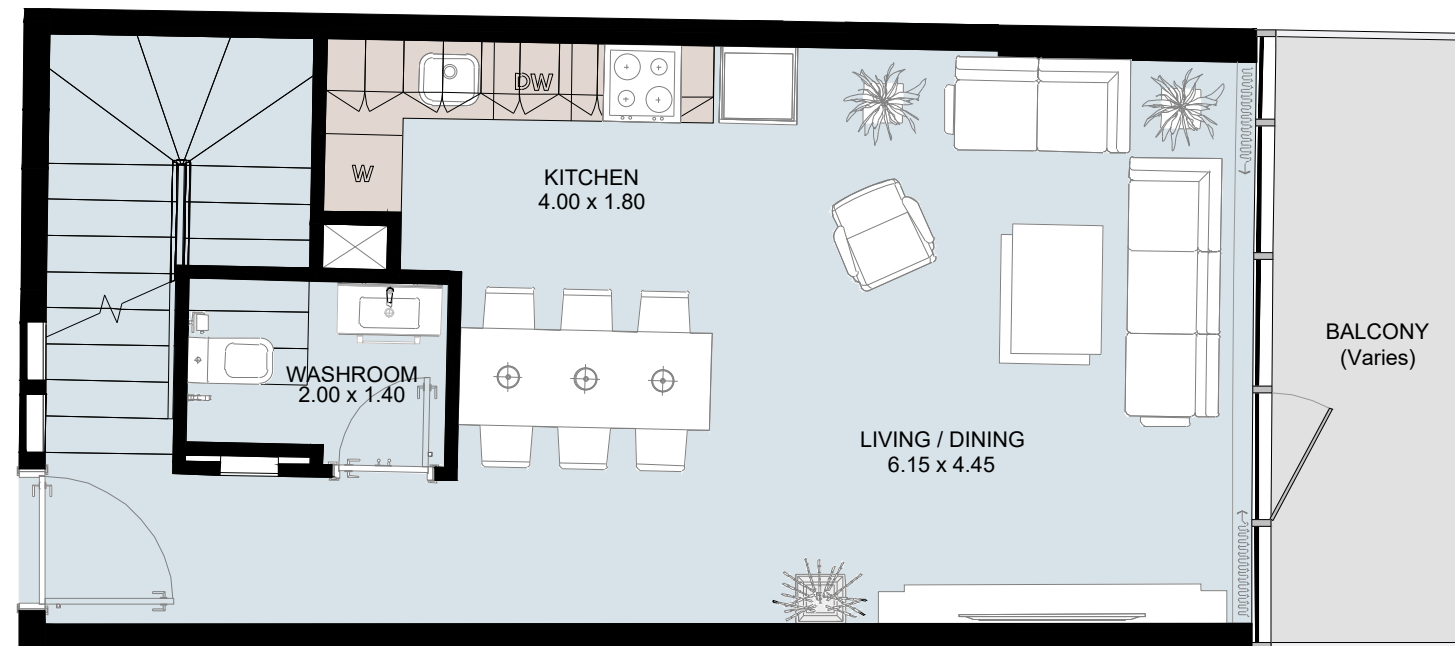 DW
W
KITCHEN
4.00 x 1.80
WASHROOM
2.00 x 1.40
LIVING / DINING
6.15 x 4.45
BALCONY
(Varies)